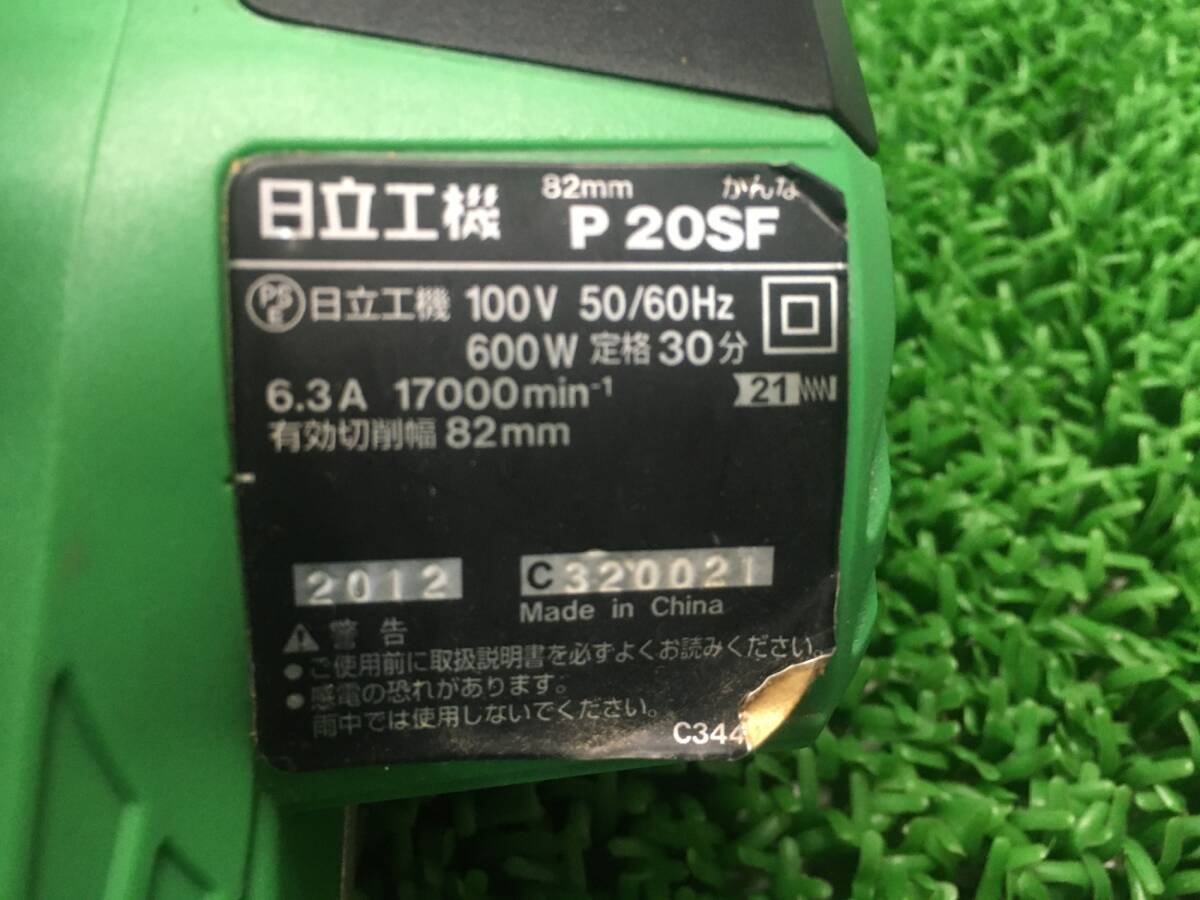 日立工機 82mm かんな
P 20SF
PSE 日立工機 100V 50/60Hz
600W 定格 30分
6.3A 17000min⁻¹ 21
有効切削幅 82mm
2012 C320021
Made in China
警告
●ご使用前に取扱説明書を必ずよくお読みください。
●感電の恐れがあります。
雨中では使用しないでください。
C344